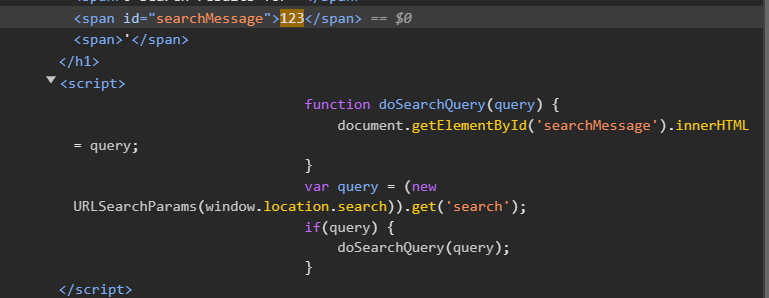 <span id="searchMessage">123</span> == $0
<span>'</span>
</h1>
▼<script>
function doSearchQuery(query) {
document.getElementById('searchMessage').innerHTML
= query;
}
var query = (new
URLSearchParams(window.location.search)).get('search');
if(query) {
doSearchQuery(query);
}
</script>